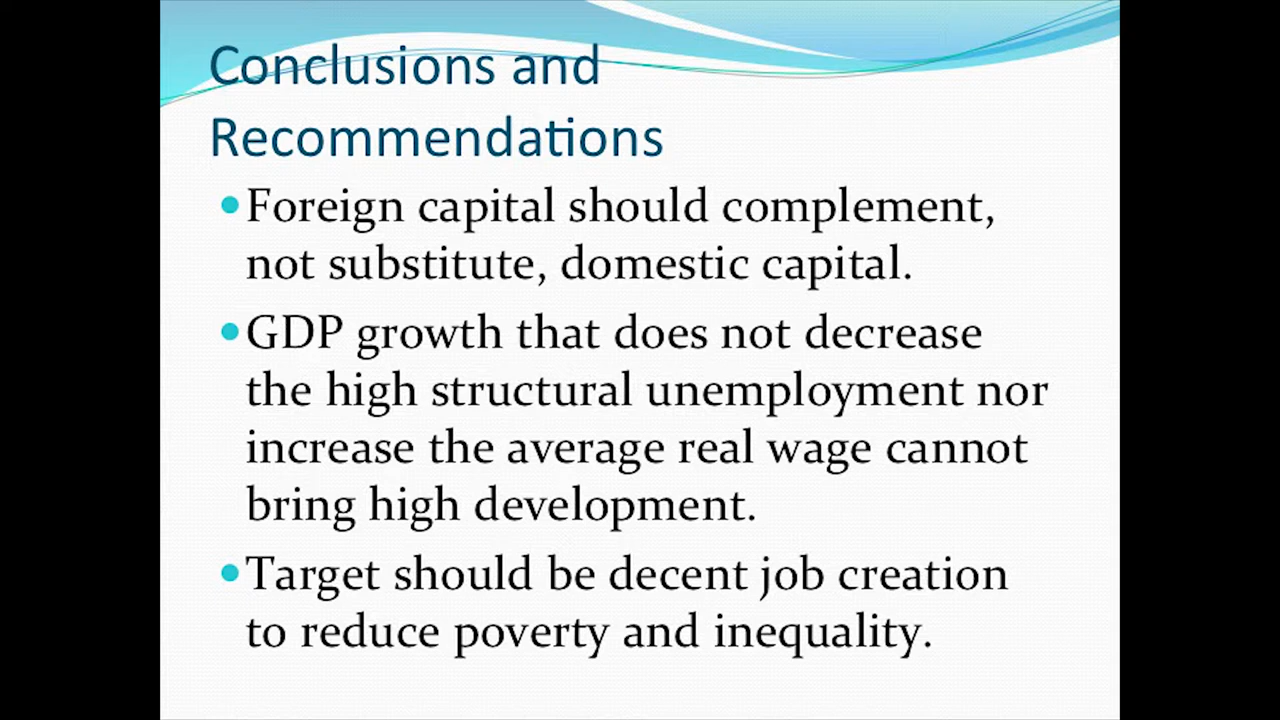 Conclusions and
Recommendations
•Foreign capital should complement,
not substitute, domestic capital.
•GDP growth that does not decrease
the high structural unemployment nor
increase the average real wage cannot
bring high development.
•Target should be decent job creation
to reduce poverty and inequality.